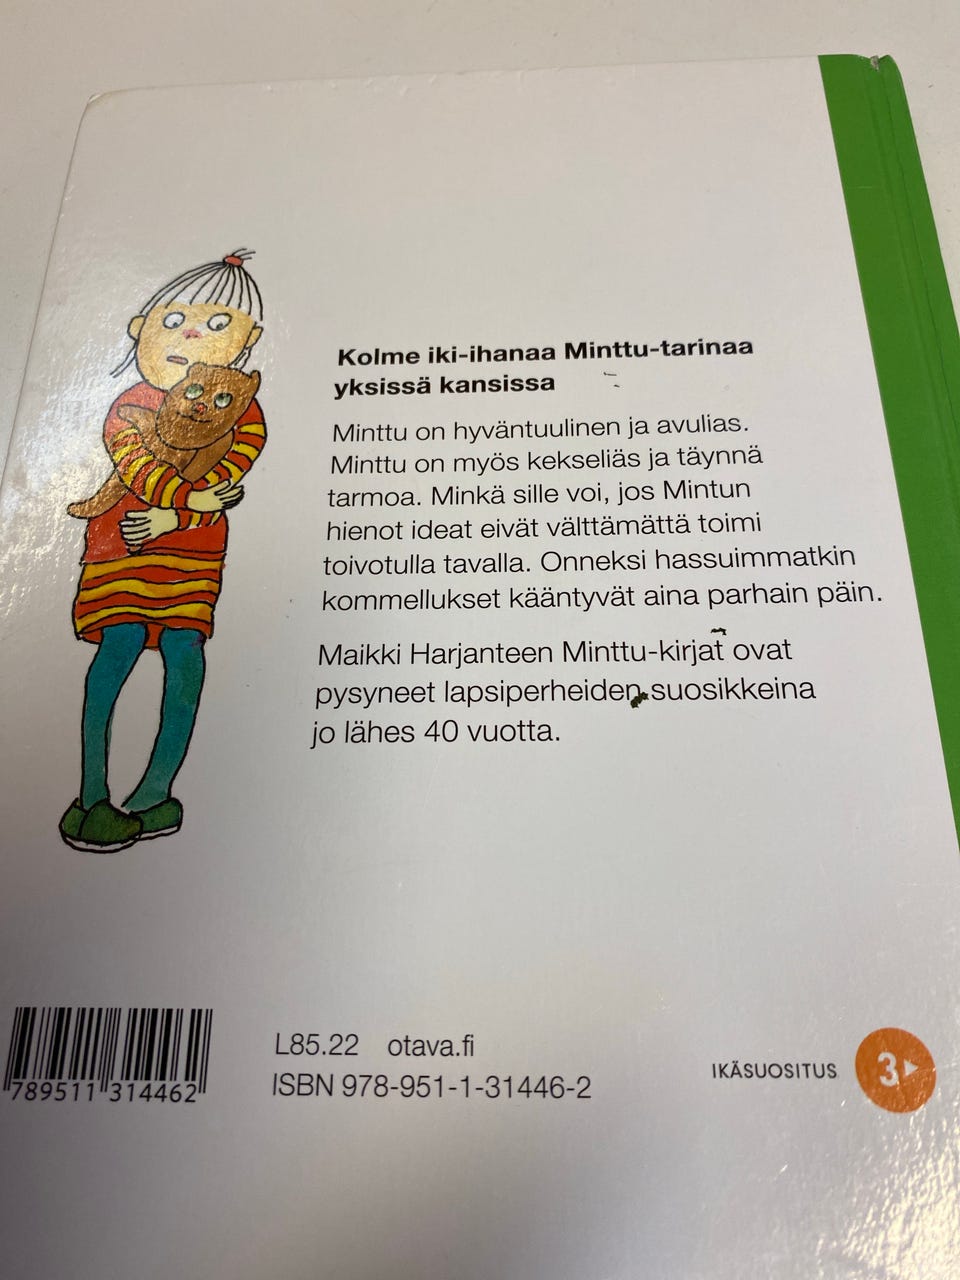 Kolme iki-ihanaa Minttu-tarinaa
yksissä kansissa
Minttu on hyväntuulinen ja avulias.
Minttu on myös kekseliäs ja täynnä
tarmoa. Minkä sille voi, jos Mintun
hienot ideat eivät välttämättä toimi
toivotulla tavalla. Onneksi hassuimmatkin
kommellukset kääntyvät aina parhain päin.
Maikki Harjanteen Minttu-kirjat ovat
pysyneet lapsiperheiden suosikkeina
jo lähes 40 vuotta.
789511 314462
L85.22 otava.fi
ISBN 978-951-1-31446-2
IKÄSUOSITUS 3